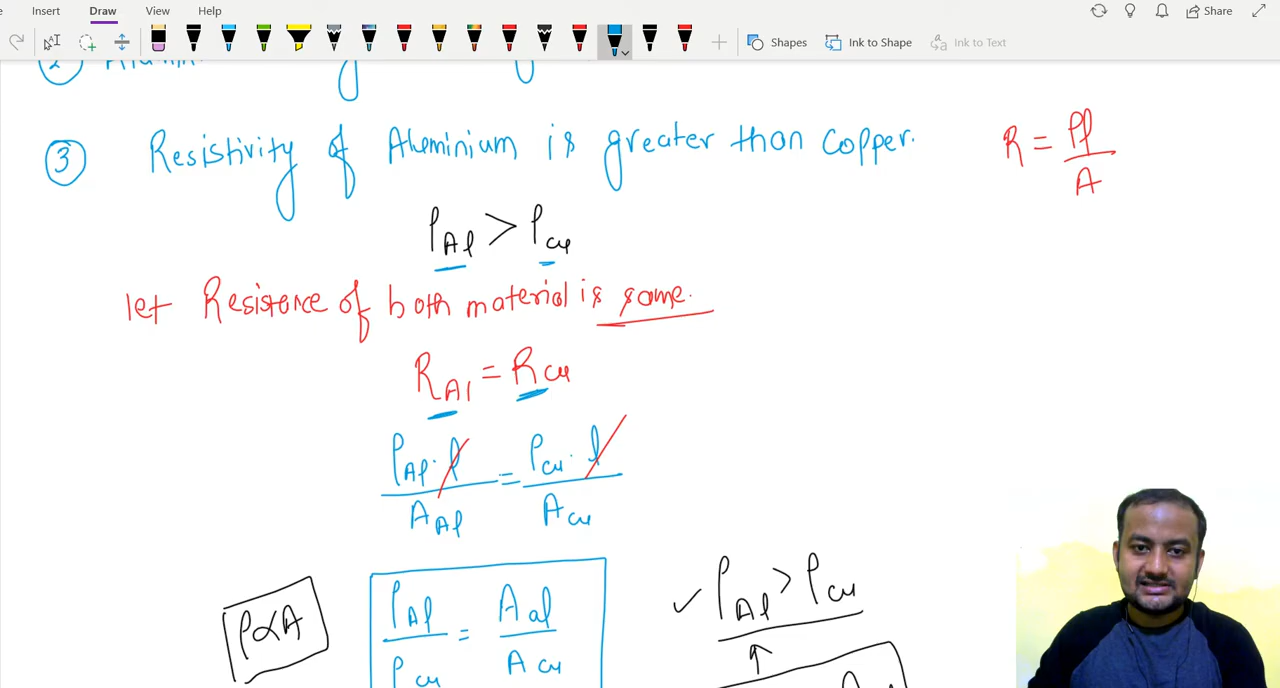 Insert Draw View Help
Share
Shapes Ink to Shape Ink to Text
2
3 Resistivity of Aluminium is greater than copper.
R = ρl / A
ρAl > ρcu
let Resistance of both material is same.
RAl = Rcu
ρAl · l / AAl = ρcu · l / Acu
ρAl > ρcu
ρ∝A
ρAl / ρcu = Aal / Acu